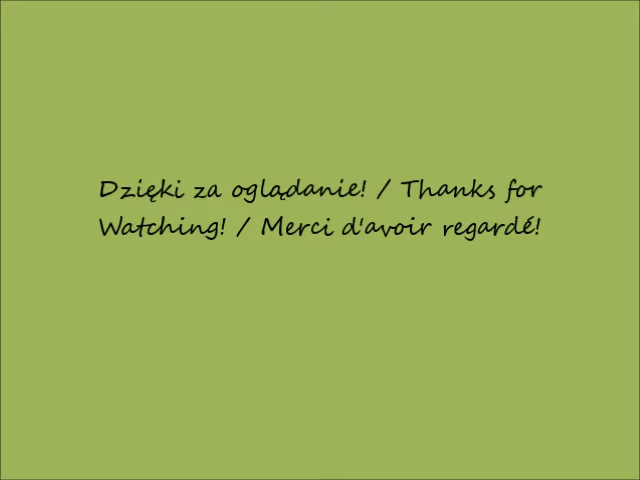 Dzięki za oglądanie! / Thanks for
Watching! / Merci d'avoir regardé!